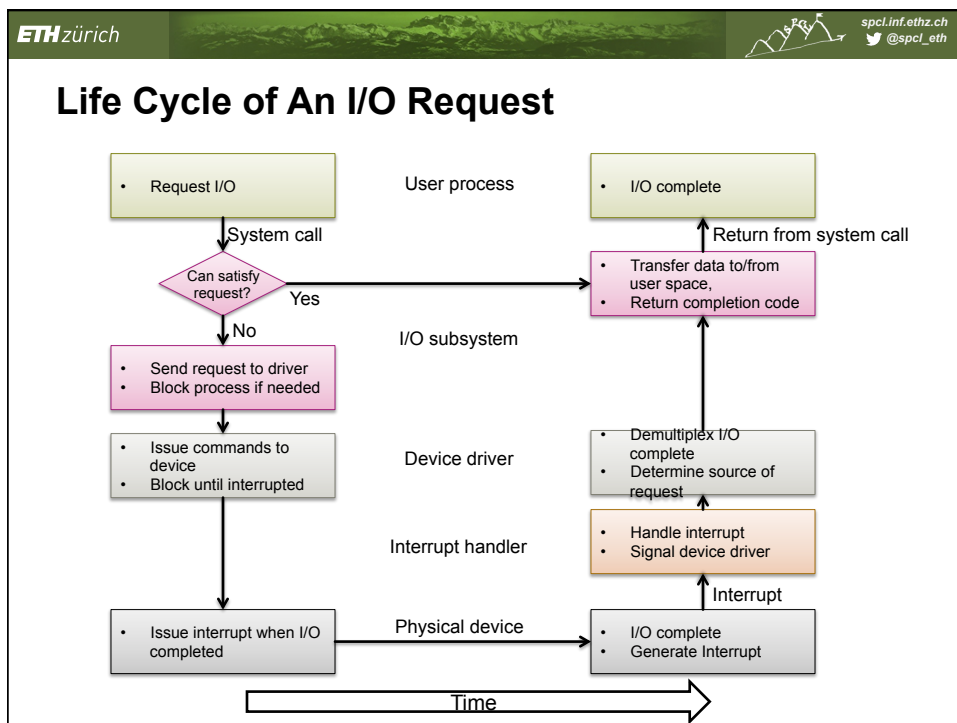 ETH zürich
spcl.inf.ethz.ch
@spcl_eth
Life Cycle of An I/O Request
• Request I/O
User process
• I/O complete
System call
Return from system call
Can satisfy
request?
Yes
• Transfer data to/from
user space,
• Return completion code
No
I/O subsystem
• Send request to driver
• Block process if needed
• Issue commands to
device
• Block until interrupted
Device driver
• Demultiplex I/O
complete
• Determine source of
request
Interrupt handler
• Handle interrupt
• Signal device driver
Interrupt
• Issue interrupt when I/O
completed
Physical device
• I/O complete
• Generate Interrupt
Time